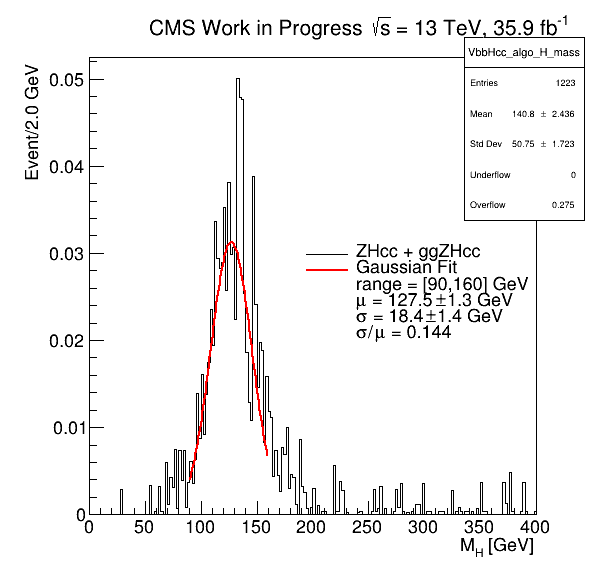 CMS Work in Progress √s = 13 TeV, 35.9 fb⁻¹
VbbHcc_algo_H_mass
Entries 1223
Mean 140.8 ± 2.436
Std Dev 50.75 ± 1.723
Underflow 0
Overflow 0.275
Event/2.0 GeV
0.05
0.04
0.03
0.02
0.01
0
ZHcc + ggZHcc
Gaussian Fit
range = [90,160] GeV
μ = 127.5±1.3 GeV
σ = 18.4±1.4 GeV
σ/μ = 0.144
0 50 100 150 200 250 300 350 400
M_H [GeV]